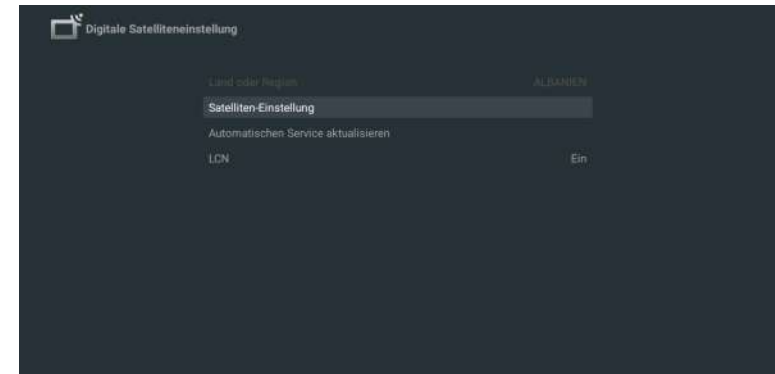 Digitale Satelliteneinstellung
Land oder Region ALBANIEN
Satelliten-Einstellung
Automatischen Service aktualisieren
LCN Ein